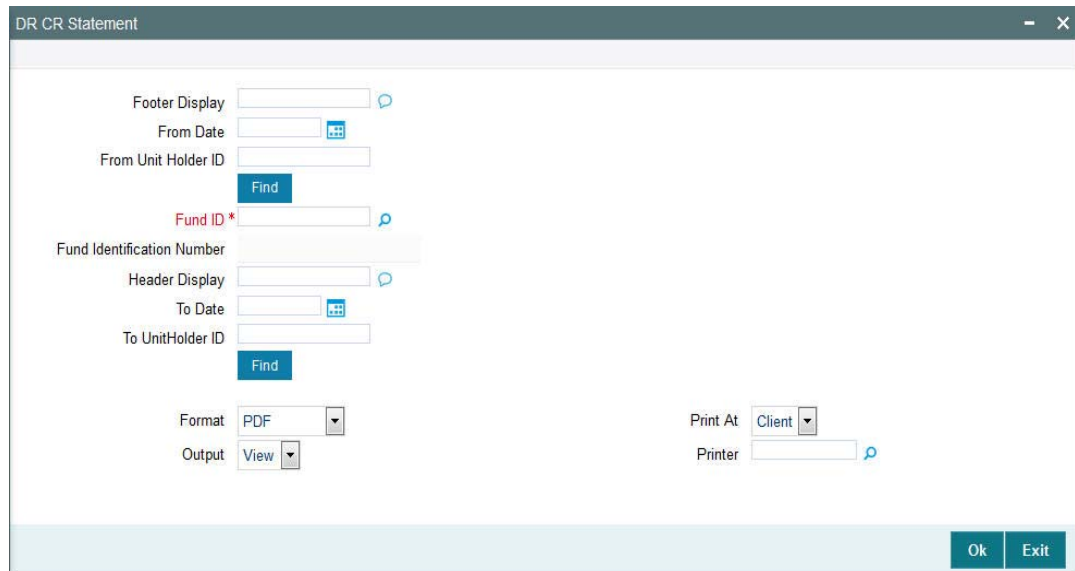 DR CR Statement
Footer Display
From Date
From Unit Holder ID
Find
Fund ID *
Fund Identification Number
Header Display
To Date
To UnitHolder ID
Find
Format PDF Print At Client
Output View Printer
Ok Exit